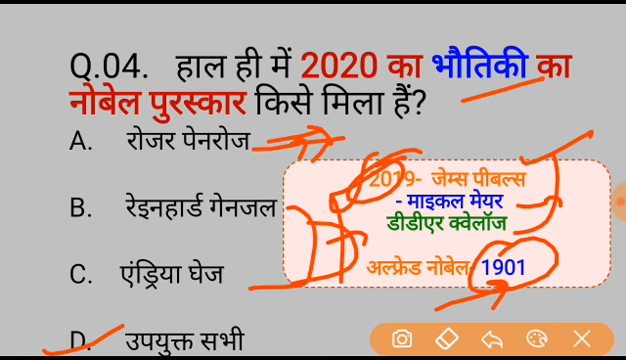 Q.04. हाल ही में 2020 का भौतिकी का
नोबेल पुरस्कार किसे मिला हैं?
A. रोजर पेनरोज
2019- जेम्स पीबल्स
B. रेइनहार्ड गेनजल
- माइकल मेयर
डीडीएर क्वेलॉज
C. एंड्रिया घेज
अल्फ्रेड नोबेल- 1901
D. उपयुक्त सभी